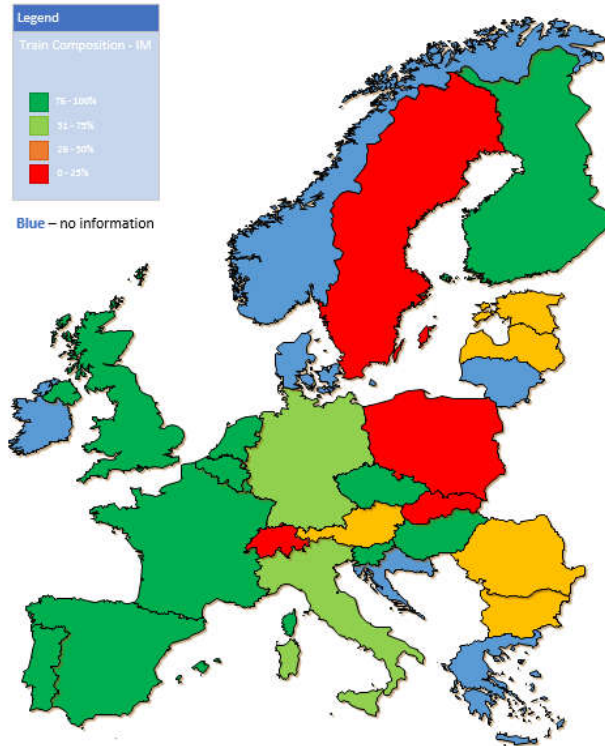 Legend
Train Composition - IM
76 - 100%
51 - 75%
26 - 50%
0 - 25%
Blue – no information